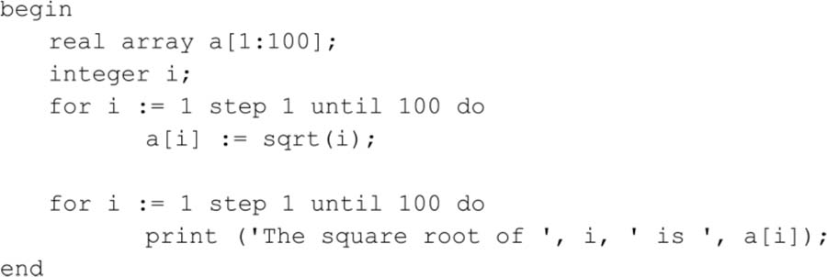 begin
real array a[1:100];
integer i;
for i := 1 step 1 until 100 do
a[i] := sqrt(i);
for i := 1 step 1 until 100 do
print ('The square root of ', i, ' is ', a[i]);
end